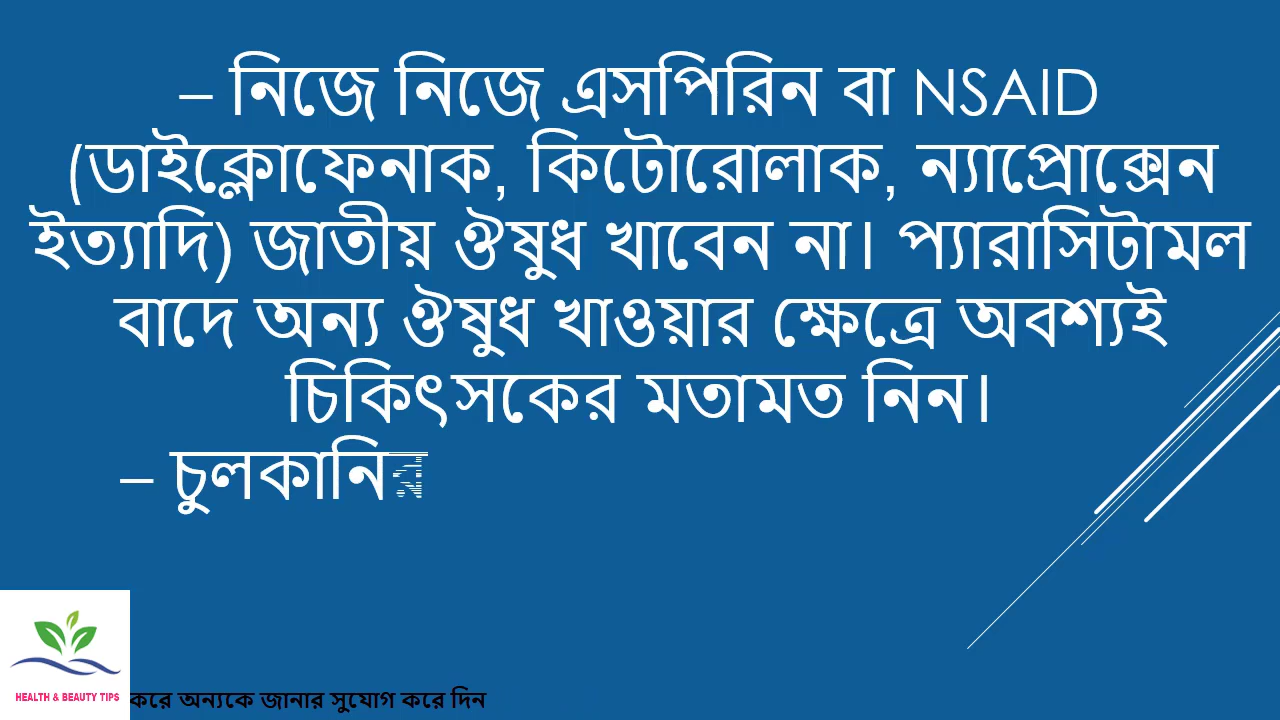 – নিজে নিজে এসপিরিন বা NSAID
(ডাইক্লোফেনাক, কিটোরোলাক, ন্যাপ্রোক্সেন
ইত্যাদি) জাতীয় ঔষুধ খাবেন না। প্যারাসিটামল
বাদে অন্য ঔষুধ খাওয়ার ক্ষেত্রে অবশ্যই
চিকিৎসকের মতামত নিন।
– চুলকানির
HEALTH & BEAUTY TIPS
করে অন্যকে জানার সুযোগ করে দিন